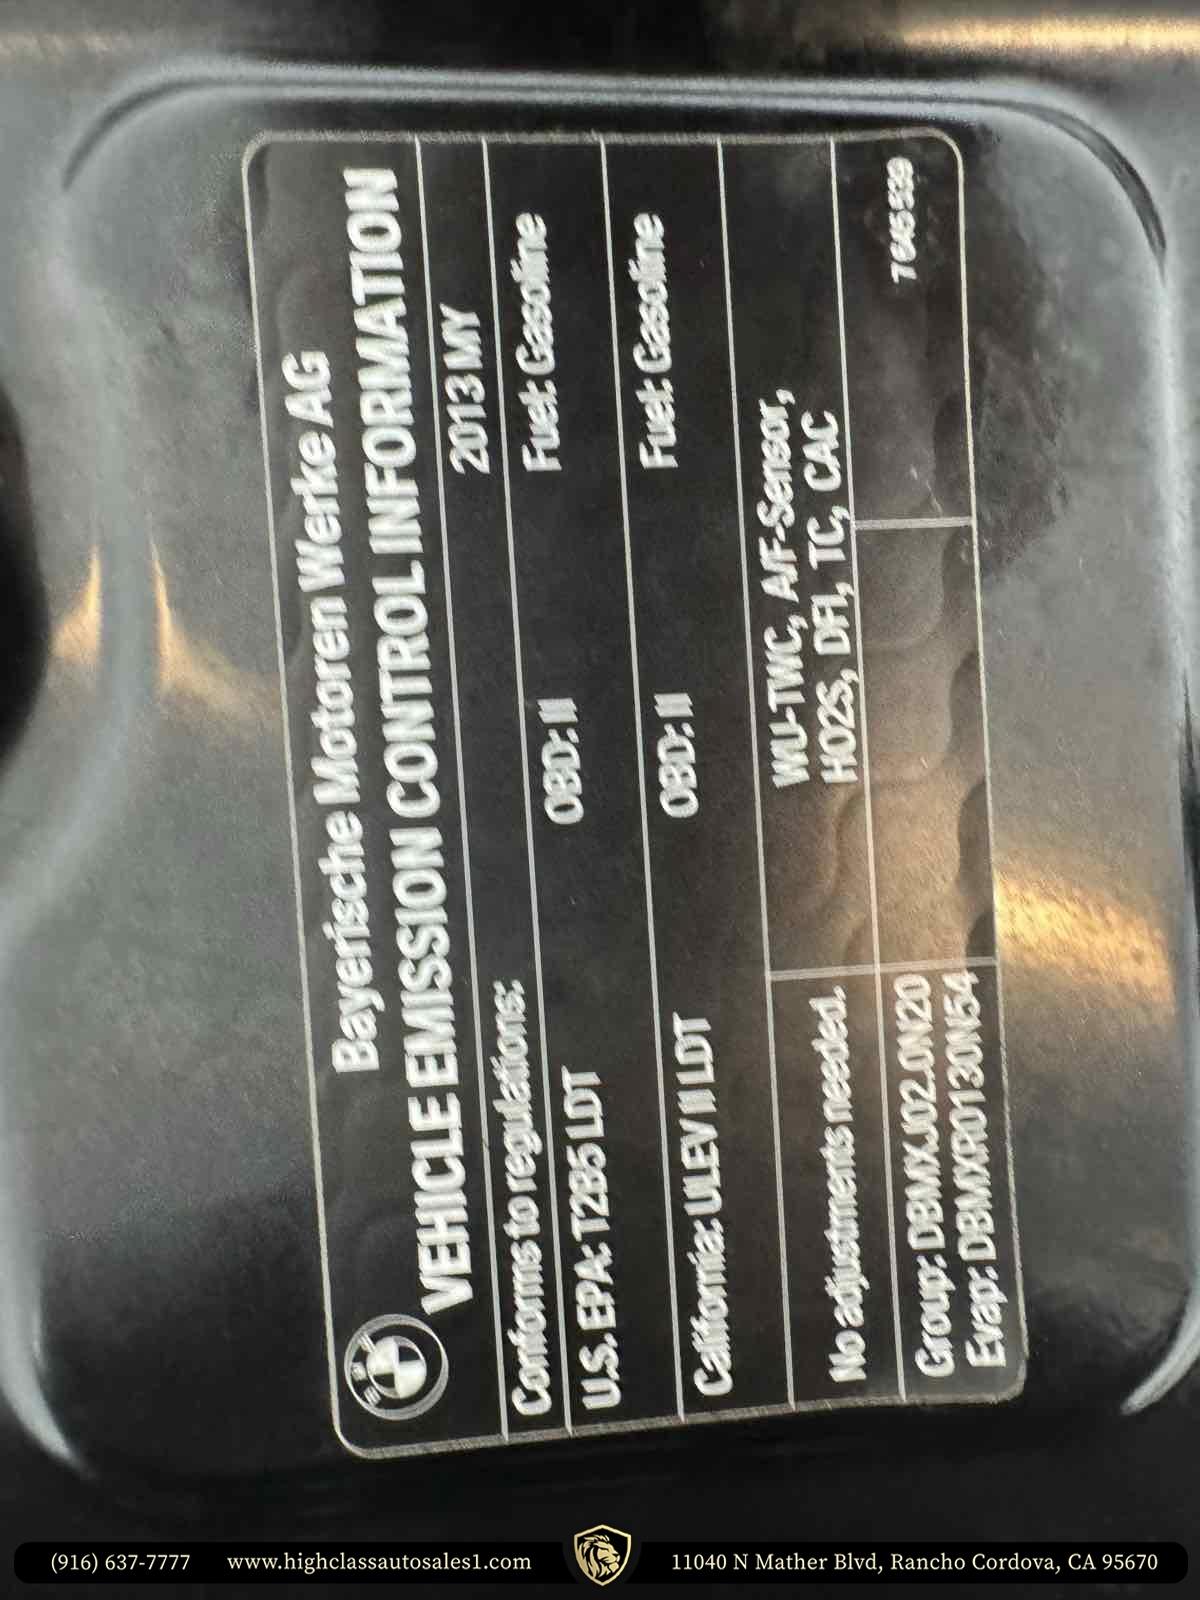 Bayerische Motoren Werke AG
VEHICLE EMISSION CONTROL INFORMATION
Conforms to regulations: 2013 MY
U.S. EPA: T2B5 LDT OBD: II Fuel: Gasoline
California: ULEV II LDT OBD: II Fuel: Gasoline
No adjustments needed. WU-TWC, A/F-Sensor,
HO2S, DFI, TC, CAC
Group: DBMXJ02.0N20
Evap: DBMXR0130N54
(916) 637-7777 www.highclassautosales1.com 11040 N Mather Blvd, Rancho Cordova, CA 95670